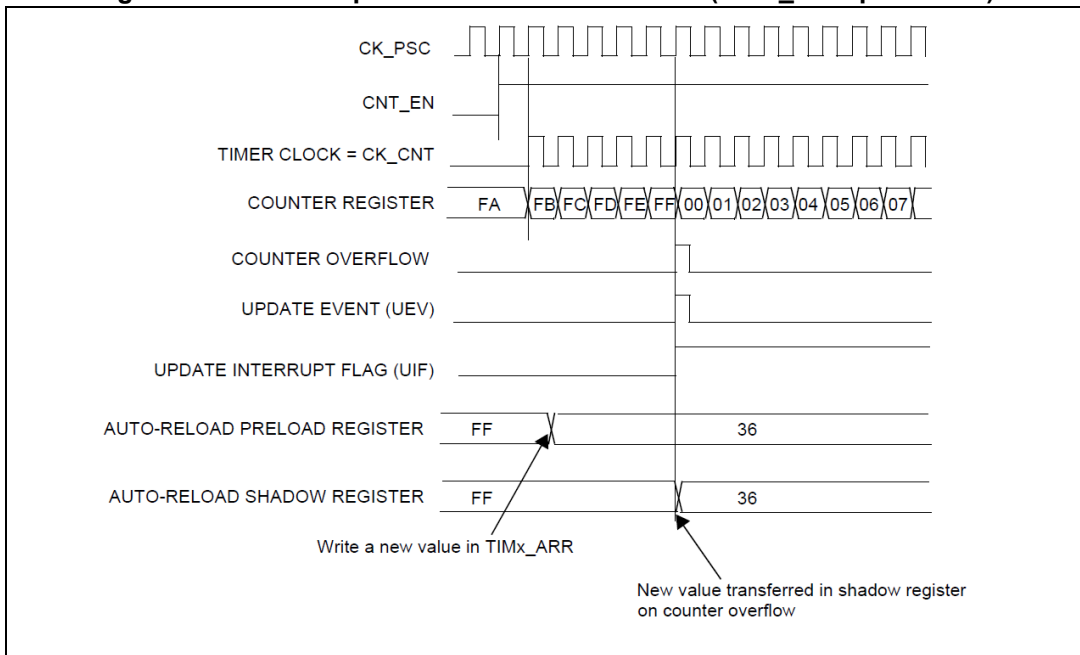 CK_PSC
CNT_EN
TIMER CLOCK = CK_CNT
COUNTER REGISTER FA FB FC FD FE FF 00 01 02 03 04 05 06 07
COUNTER OVERFLOW
UPDATE EVENT (UEV)
UPDATE INTERRUPT FLAG (UIF)
AUTO-RELOAD PRELOAD REGISTER FF 36
AUTO-RELOAD SHADOW REGISTER FF 36
Write a new value in TIMx_ARR
New value transferred in shadow register
on counter overflow